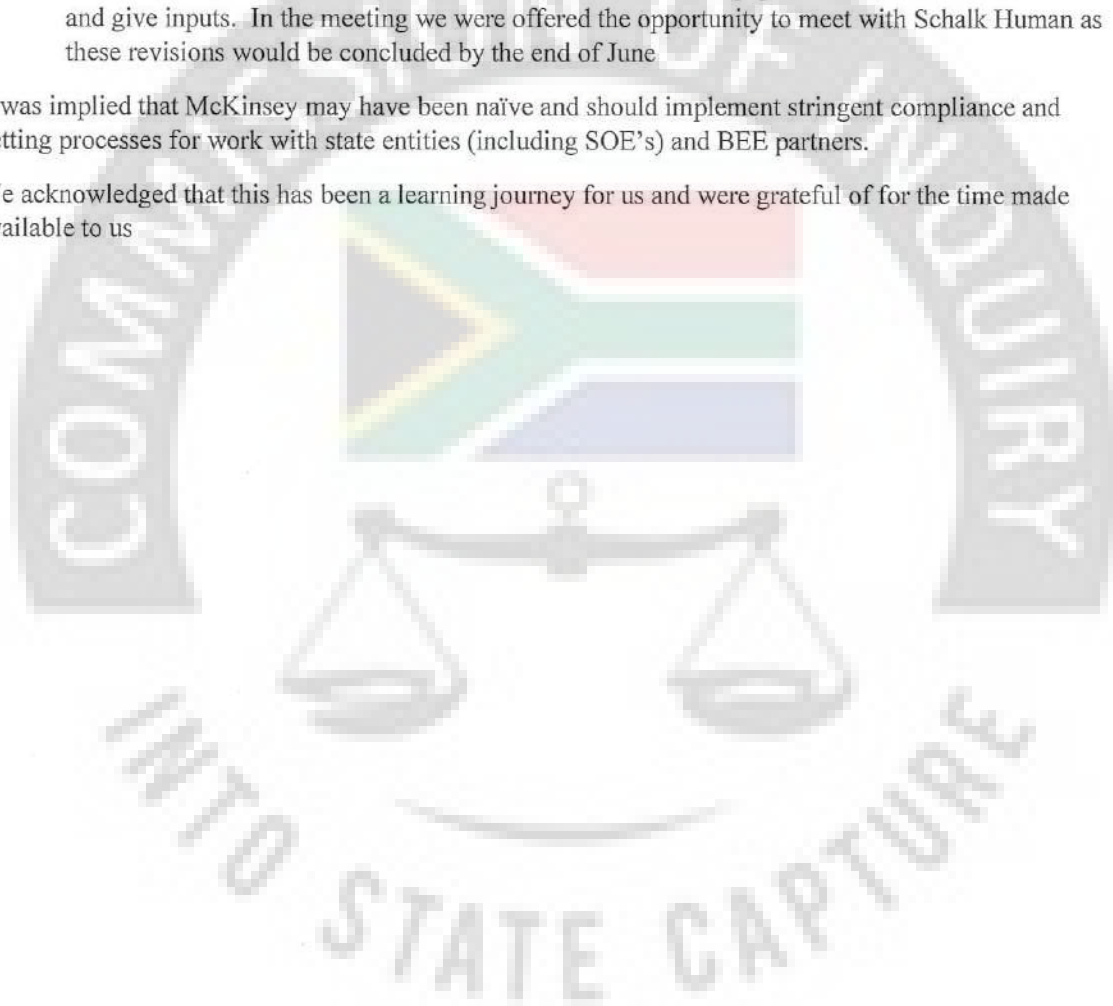 and give inputs. In the meeting we were offered the opportunity to meet with Schalk Human as
these revisions would be concluded by the end of June
was implied that McKinsey may have been naïve and should implement stringent compliance and
tting processes for work with state entities (including SOE's) and BEE partners.
e acknowledged that this has been a learning journey for us and were grateful of for the time made
ailable to us
COMMISSION OF INQUIRY
INTO STATE CAPTURE